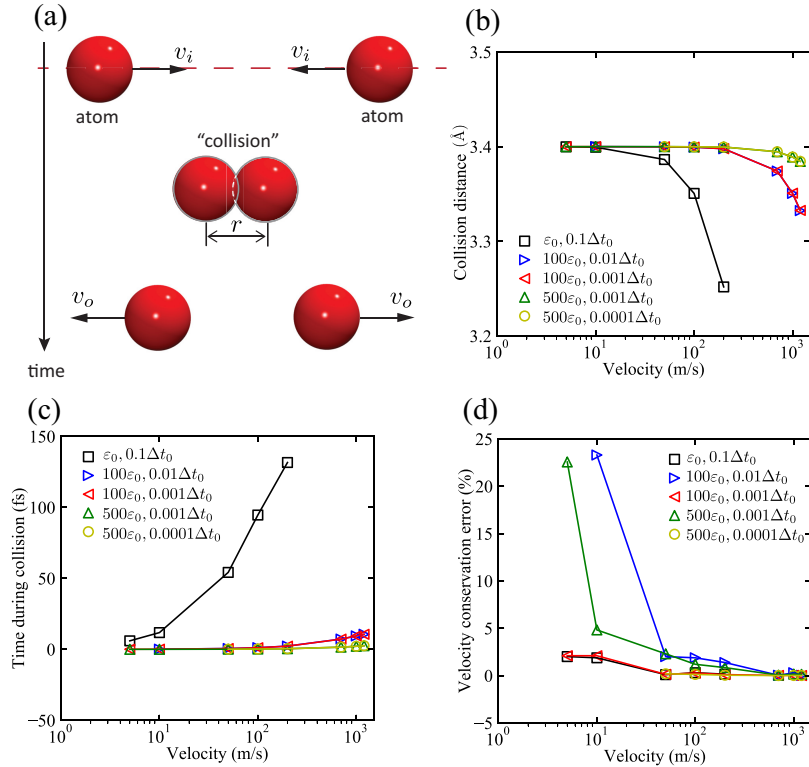 (a)
v_i
v_i
atom
atom
“collision”
r
v_o
v_o
time
(b)
3.5
3.4
3.3
3.2
Collision distance (Å)
ε_0, 0.1Δt_0
100ε_0, 0.01Δt_0
100ε_0, 0.001Δt_0
500ε_0, 0.001Δt_0
500ε_0, 0.0001Δt_0
10^0
10^1
10^2
10^3
Velocity (m/s)
(c)
150
100
50
0
−50
Time during collision (fs)
ε_0, 0.1Δt_0
100ε_0, 0.01Δt_0
100ε_0, 0.001Δt_0
500ε_0, 0.001Δt_0
500ε_0, 0.0001Δt_0
10^0
10^1
10^2
10^3
Velocity (m/s)
(d)
25
20
15
10
5
0
−5
Velocity conservation error (%)
ε_0, 0.1Δt_0
100ε_0, 0.01Δt_0
100ε_0, 0.001Δt_0
500ε_0, 0.001Δt_0
500ε_0, 0.0001Δt_0
10^0
10^1
10^2
10^3
Velocity (m/s)